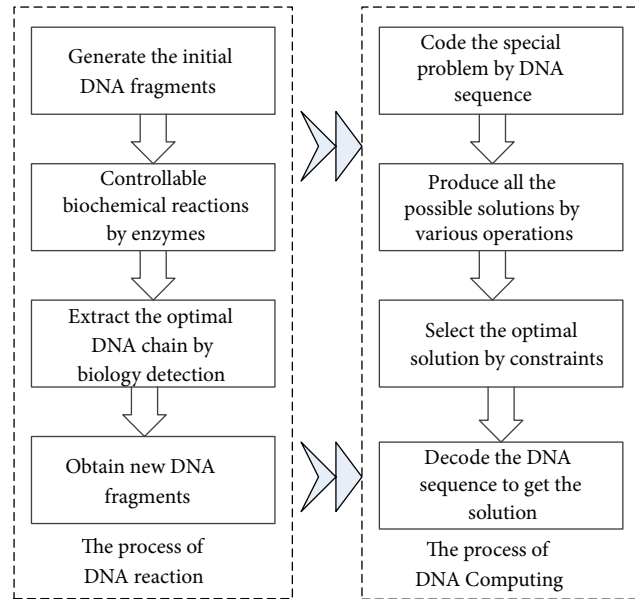 Generate the initial
DNA fragments
Controllable
biochemical reactions
by enzymes
Extract the optimal
DNA chain by
biology detection
Obtain new DNA
fragments
The process of
DNA reaction
Code the special
problem by DNA
sequence
Produce all the
possible solutions by
various operations
Select the optimal
solution by constraints
Decode the DNA
sequence to get the
solution
The process of
DNA Computing